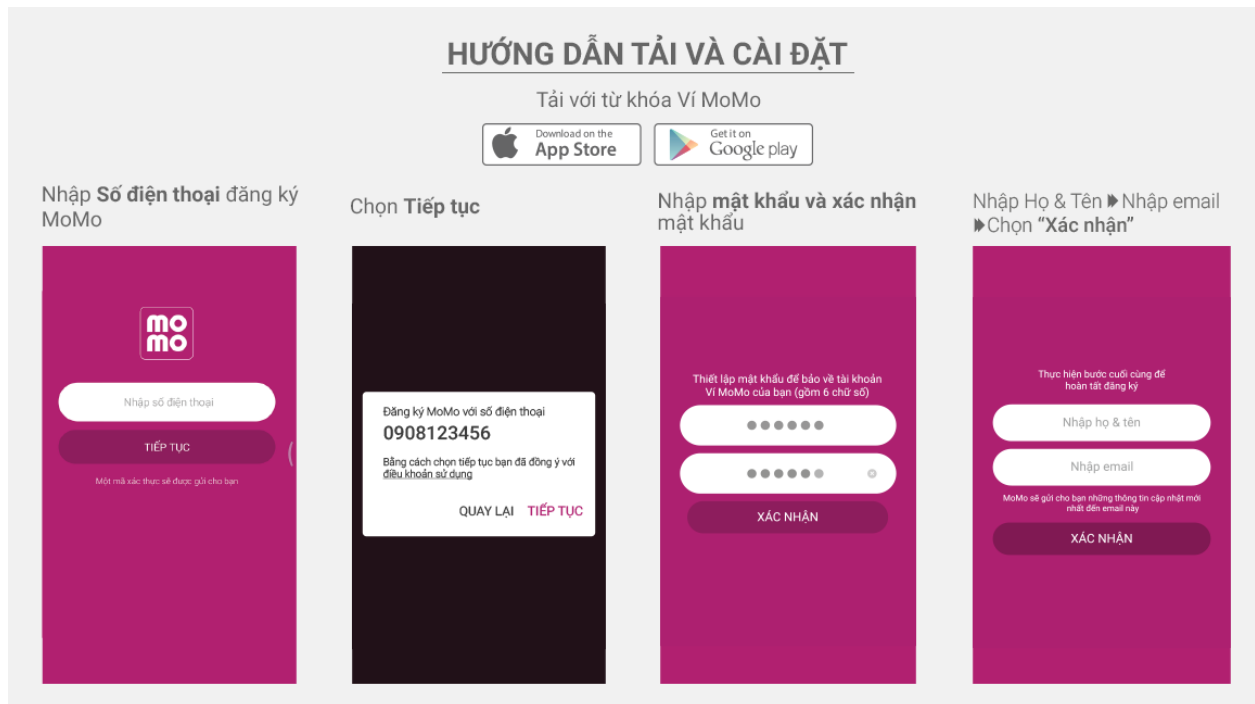 HƯỚNG DẪN TẢI VÀ CÀI ĐẶT
Tải với từ khóa Ví MoMo
Download on the
App Store
Get it on
Google play
Nhập Số điện thoại đăng ký
MoMo
mo
mo
Nhập số điện thoại
TIẾP TỤC
Một mã xác thực sẽ được gửi cho bạn
Chọn Tiếp tục
Đăng ký MoMo với số điện thoại
0908123456
Bằng cách chọn tiếp tục bạn đã đồng ý với
điều khoản sử dụng
QUAY LẠI TIẾP TỤC
Nhập mật khẩu và xác nhận
mật khẩu
Thiết lập mật khẩu để bảo vệ tài khoản
Ví MoMo của bạn (gồm 6 chữ số)
XÁC NHẬN
Nhập Họ & Tên Nhập email
Chọn “Xác nhận”
Thực hiện bước cuối cùng để
hoàn tất đăng ký
Nhập họ & tên
Nhập email
MoMo sẽ gửi cho bạn những thông tin cập nhật mới
nhất đến email này
XÁC NHẬN